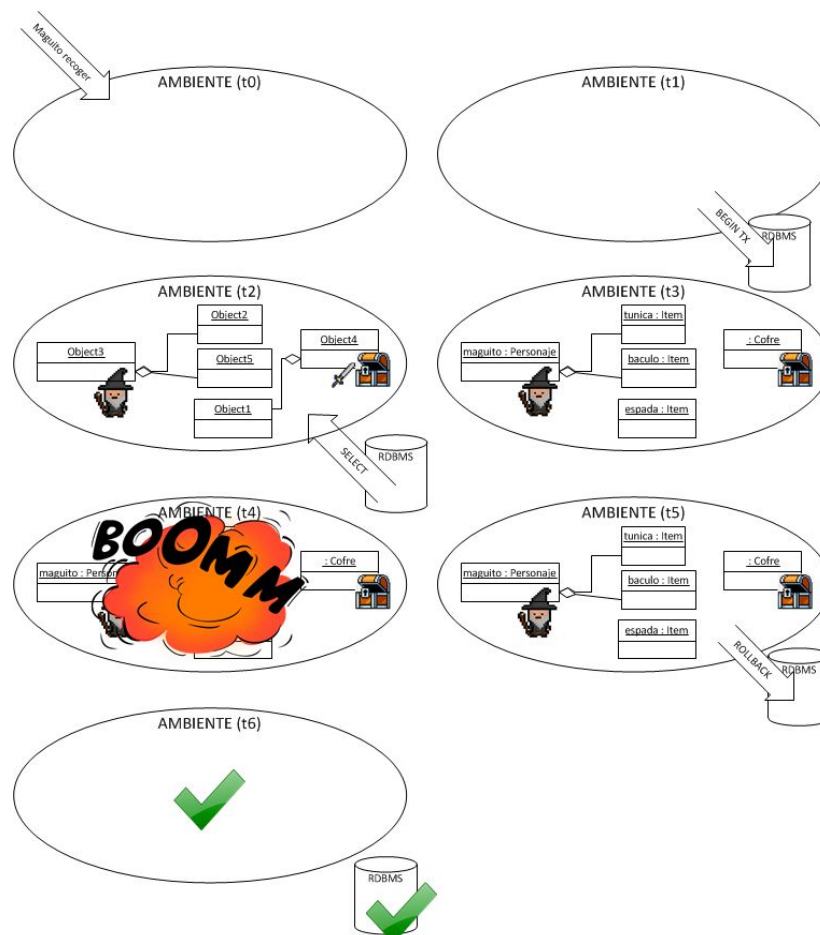 Maguito recoger
AMBIENTE (t0)
AMBIENTE (t1)
BEGIN TX
RDBMS
AMBIENTE (t2)
Object2
Object3
Object5
Object4
Object1
SELECT
RDBMS
AMBIENTE (t3)
tunica : Item
maguito : Personaje
baculo : Item
: Cofre
espada : Item
AMBIENTE (t4)
BOOMM
maguito : Person
: Cofre
AMBIENTE (t5)
tunica : Item
maguito : Personaje
baculo : Item
: Cofre
espada : Item
ROLLBACK
RDBMS
AMBIENTE (t6)
RDBMS